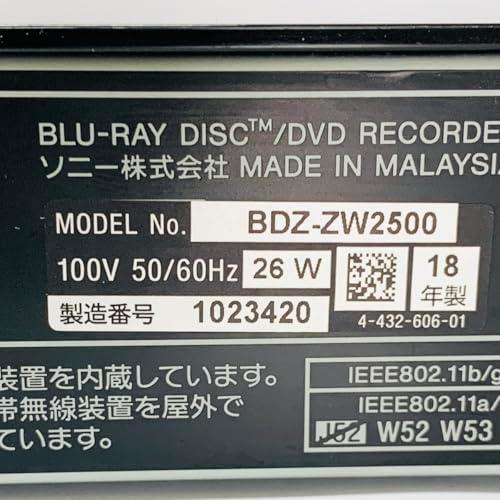 BLU-RAY DISC™/DVD RECORDE
ソニー株式会社 MADE IN MALAYSIA
MODEL No. BDZ-ZW2500
100V 50/60Hz 26 W
18
年製
製造番号 1023420
4-432-606-01
装置を内蔵しています。
帯無線装置を屋外で
ています。
IEEE802.11b/g
IEEE802.11a/
J52 W52 W53